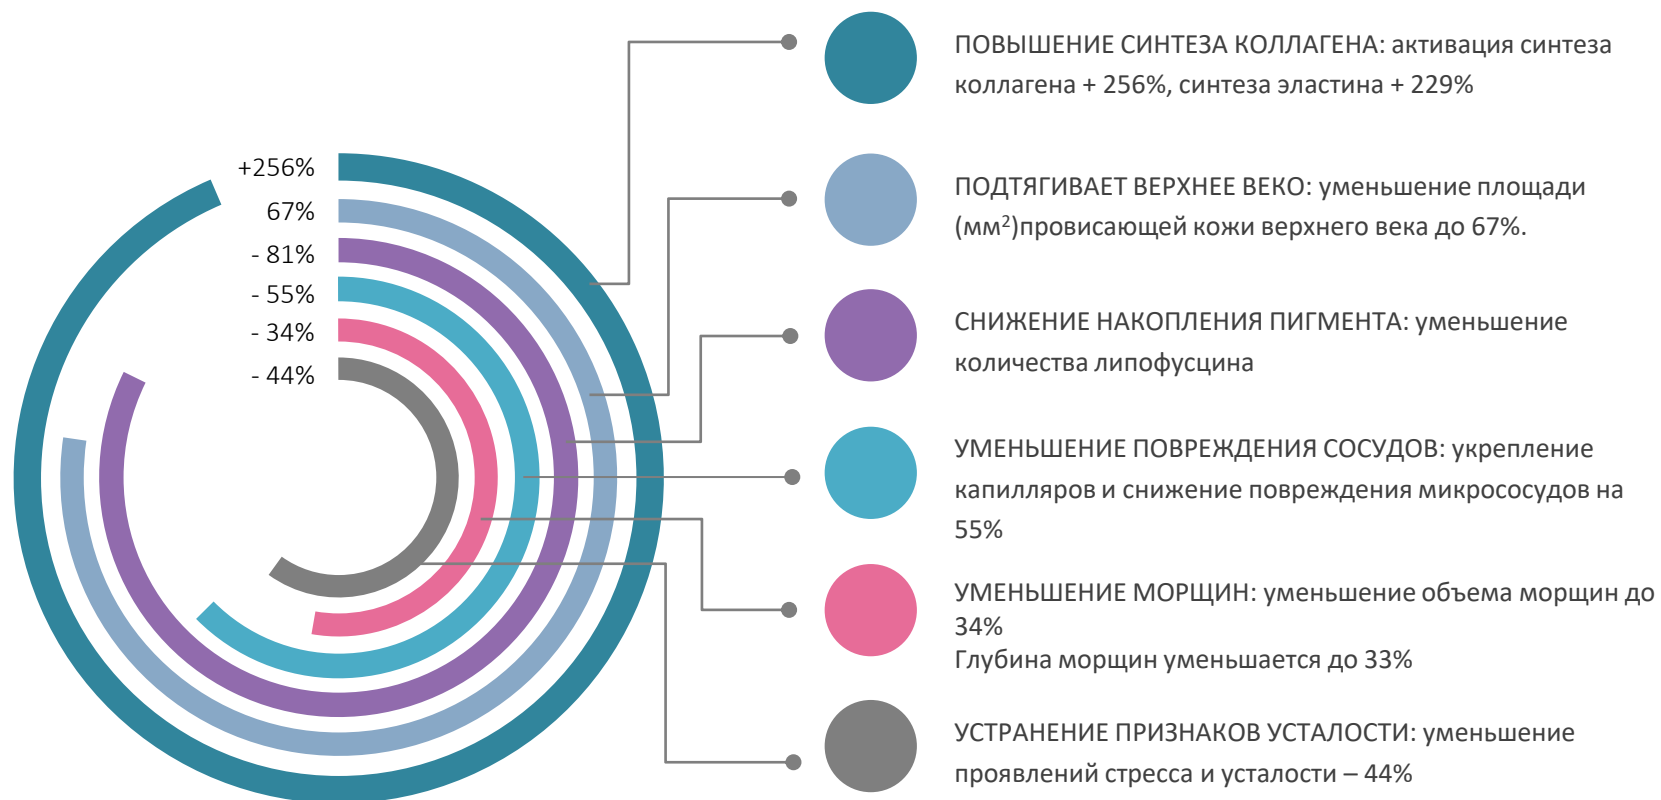 +256%
67%
- 81%
- 55%
- 34%
- 44%
ПОВЫШЕНИЕ СИНТЕЗА КОЛЛАГЕНА: активация синтеза
коллагена + 256%, синтеза эластина + 229%
ПОДТЯГИВАЕТ ВЕРХНЕЕ ВЕКО: уменьшение площади
(мм²)провисающей кожи верхнего века до 67%.
СНИЖЕНИЕ НАКОПЛЕНИЯ ПИГМЕНТА: уменьшение
количества липофусцина
УМЕНЬШЕНИЕ ПОВРЕЖДЕНИЯ СОСУДОВ: укрепление
капилляров и снижение повреждения микрососудов на
55%
УМЕНЬШЕНИЕ МОРЩИН: уменьшение объема морщин до
34%
Глубина морщин уменьшается до 33%
УСТРАНЕНИЕ ПРИЗНАКОВ УСТАЛОСТИ: уменьшение
проявлений стресса и усталости – 44%